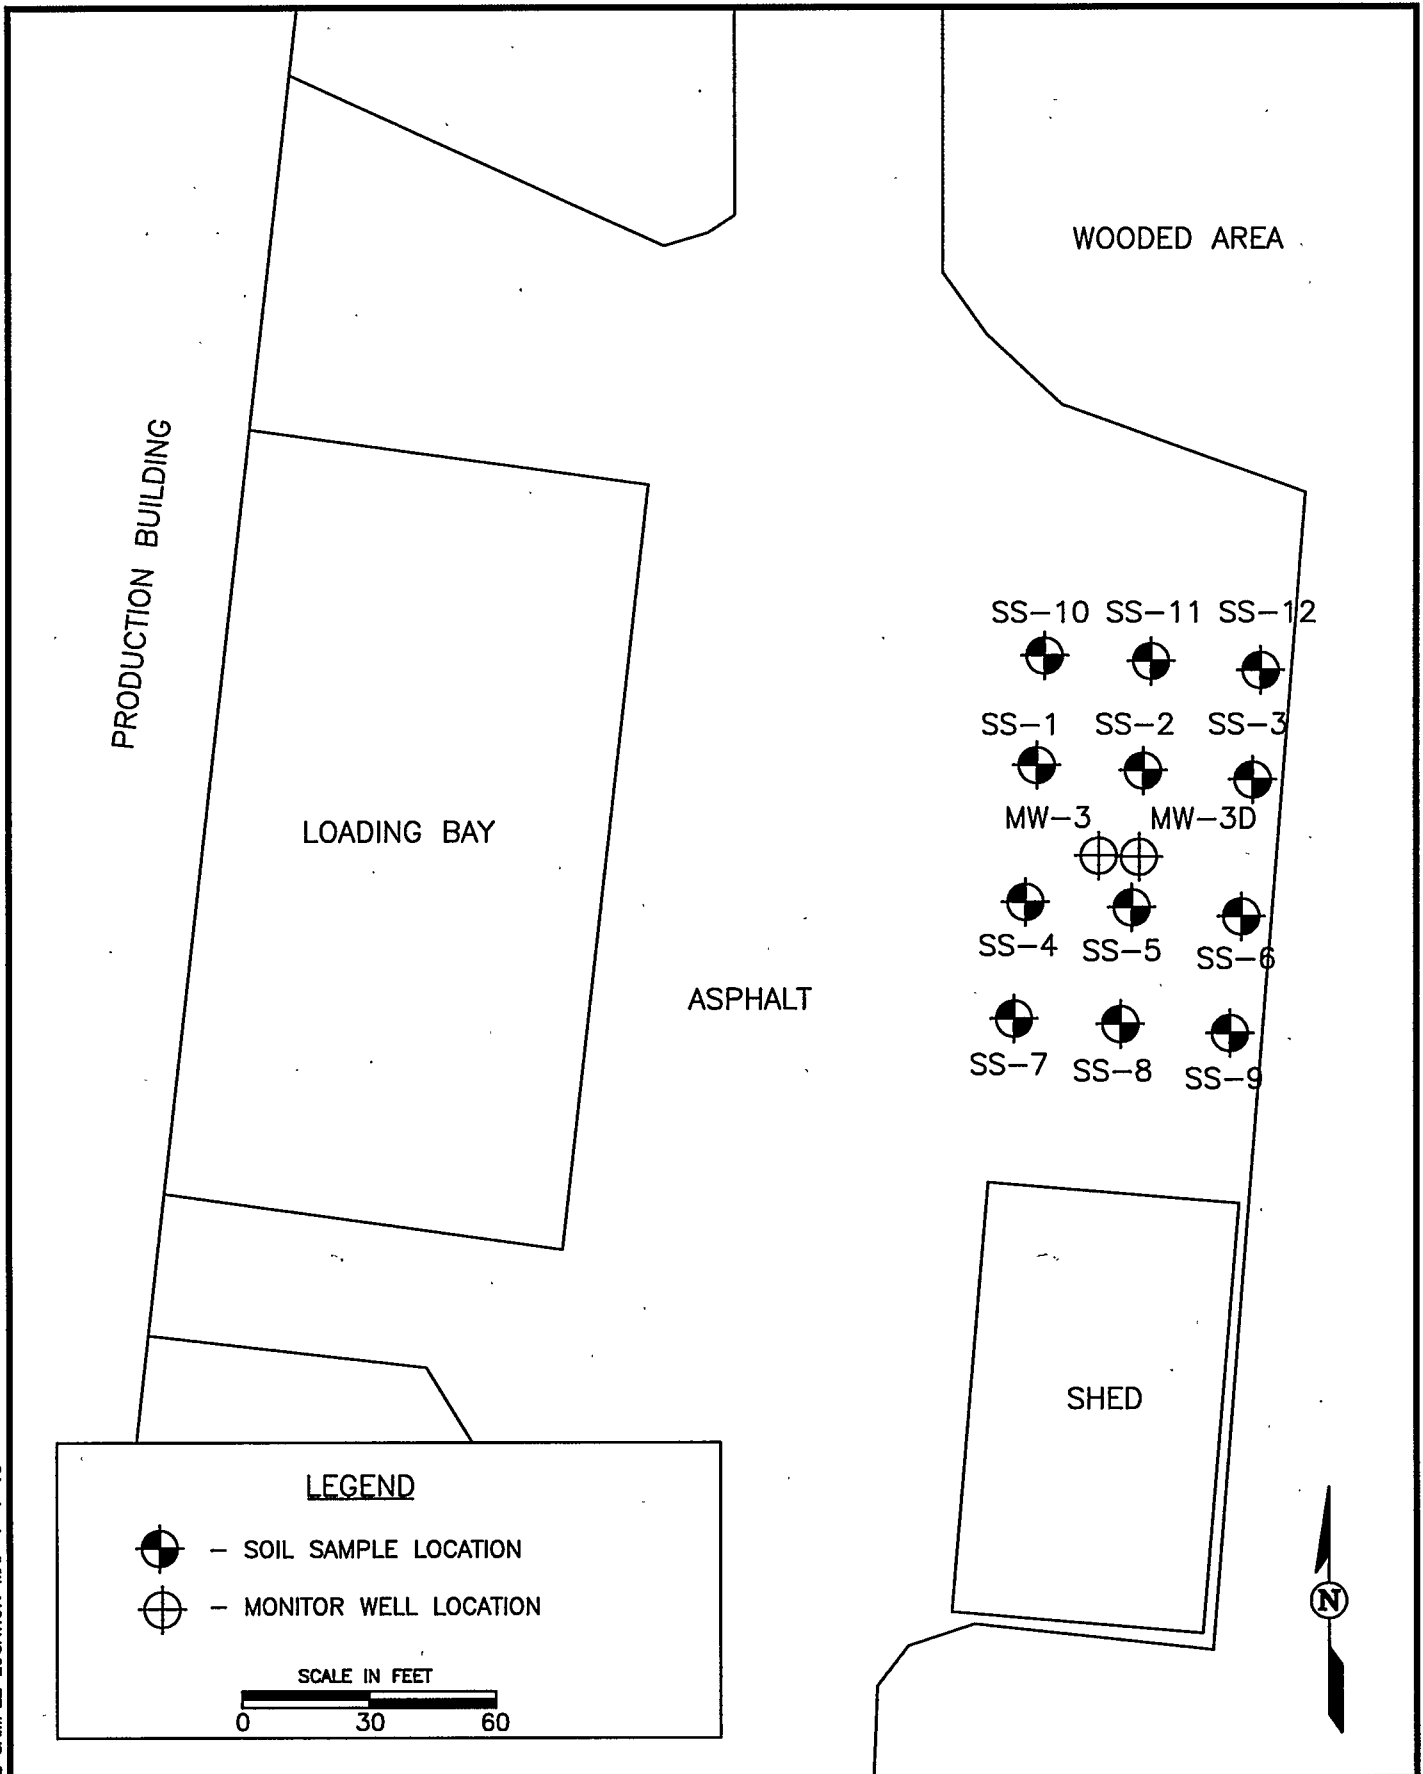 WOODED AREA
PRODUCTION BUILDING
SS-10 SS-11 SS-12
SS-1 SS-2 SS-3
MW-3 MW-3D
LOADING BAY
SS-4 SS-5 SS-6
ASPHALT
SS-7 SS-8 SS-9
SHED
LEGEND
- SOIL SAMPLE LOCATION
- MONITOR WELL LOCATION
SCALE IN FEET
0 30 60
N